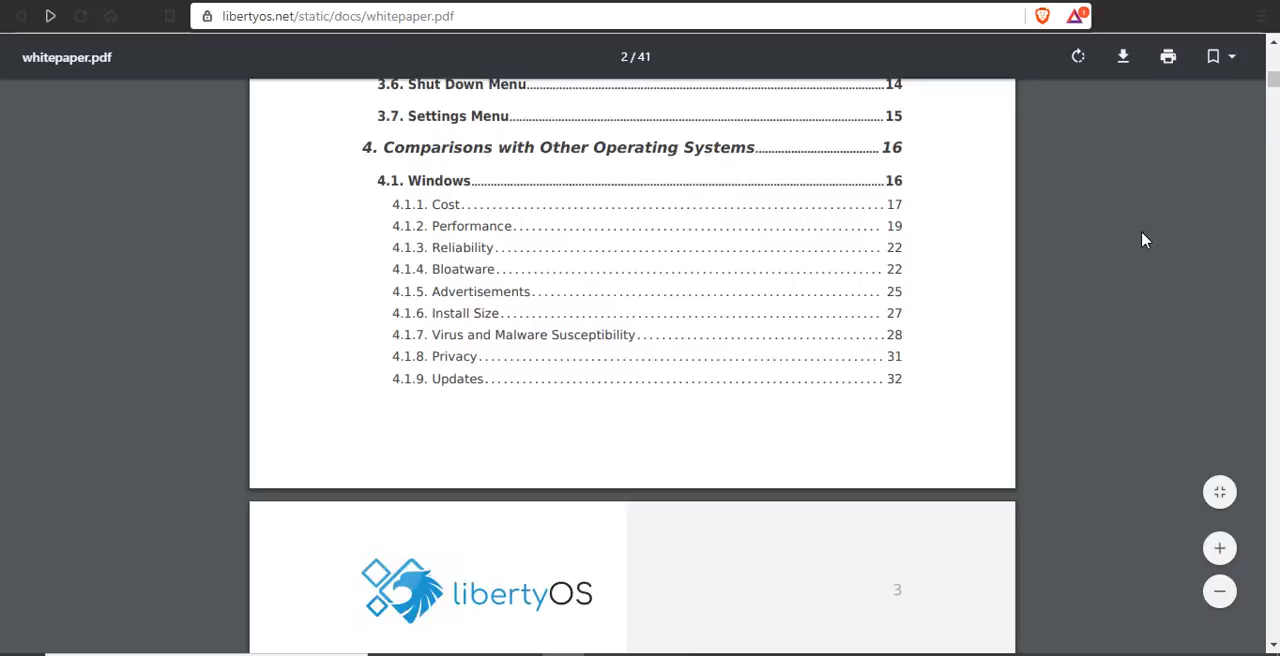 libertyos.net/static/docs/whitepaper.pdf
whitepaper.pdf 2 / 41
3.6. Shut Down Menu 14
3.7. Settings Menu 15
4. Comparisons with Other Operating Systems 16
4.1. Windows 16
4.1.1. Cost 17
4.1.2. Performance 19
4.1.3. Reliability 22
4.1.4. Bloatware 22
4.1.5. Advertisements 25
4.1.6. Install Size 27
4.1.7. Virus and Malware Susceptibility 28
4.1.8. Privacy 31
4.1.9. Updates 32
libertyOS 3